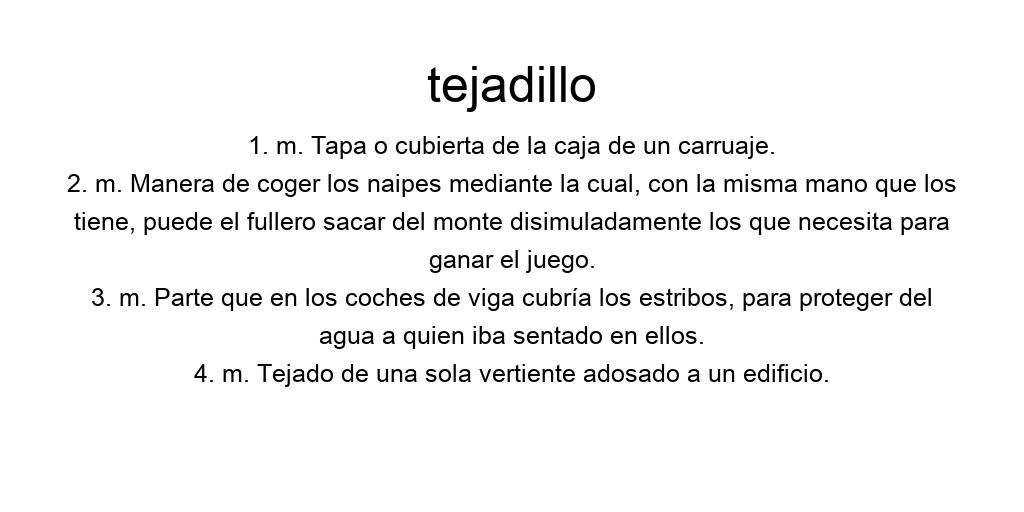 tejadillo
1. m. Tapa o cubierta de la caja de un carruaje.
2. m. Manera de coger los naipes mediante la cual, con la misma mano que los
tiene, puede el fullero sacar del monte disimuladamente los que necesita para
ganar el juego.
3. m. Parte que en los coches de viga cubría los estribos, para proteger del
agua a quien iba sentado en ellos.
4. m. Tejado de una sola vertiente adosado a un edificio.